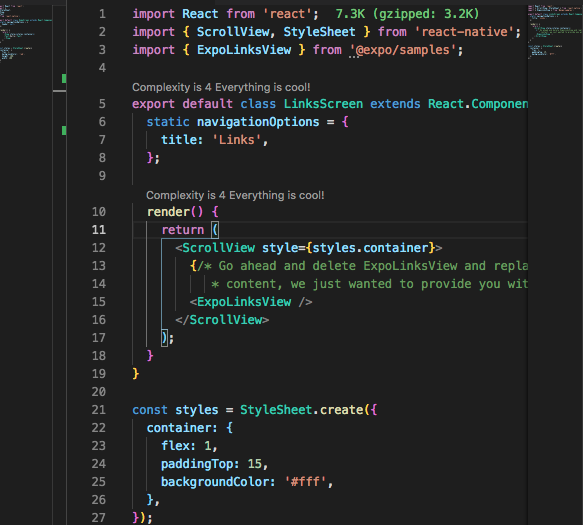 1 import React from 'react'; 7.3K (gzipped: 3.2K)
2 import { ScrollView, StyleSheet } from 'react-native';
3 import { ExpoLinksView } from '@expo/samples';
4
Complexity is 4 Everything is cool!
5 export default class LinksScreen extends React.Componen
6 static navigationOptions = {
7 title: 'Links',
8 };
9
Complexity is 4 Everything is cool!
10 render() {
11 return (
12 <ScrollView style={styles.container}>
13 {/* Go ahead and delete ExpoLinksView and repla
14 * content, we just wanted to provide you wit
15 <ExpoLinksView />
16 </ScrollView>
17 );
18 }
19 }
20
21 const styles = StyleSheet.create({
22 container: {
23 flex: 1,
24 paddingTop: 15,
25 backgroundColor: '#fff',
26 },
27 });